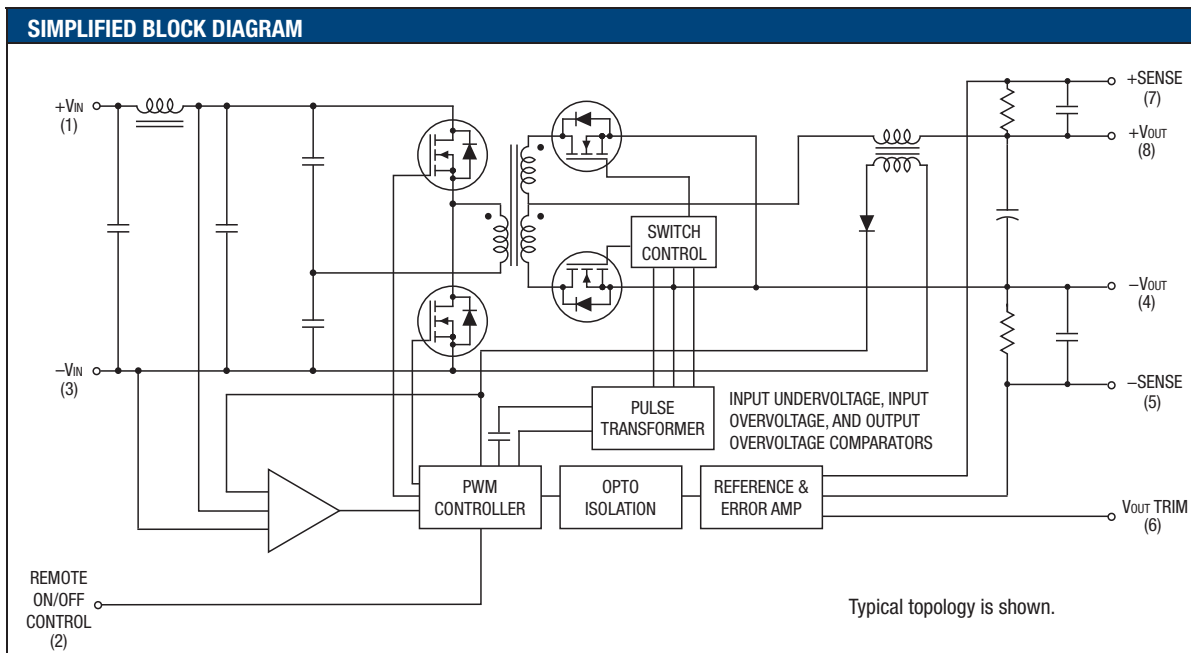 SIMPLIFIED BLOCK DIAGRAM
+VIN
(1)
−VIN
(3)
SWITCH
CONTROL
+SENSE
(7)
+VOUT
(8)
−VOUT
(4)
−SENSE
(5)
PULSE
TRANSFORMER
INPUT UNDERVOLTAGE, INPUT
OVERVOLTAGE, AND OUTPUT
OVERVOLTAGE COMPARATORS
PWM
CONTROLLER
OPTO
ISOLATION
REFERENCE &
ERROR AMP
VOUT TRIM
(6)
REMOTE
ON/OFF
CONTROL
(2)
Typical topology is shown.